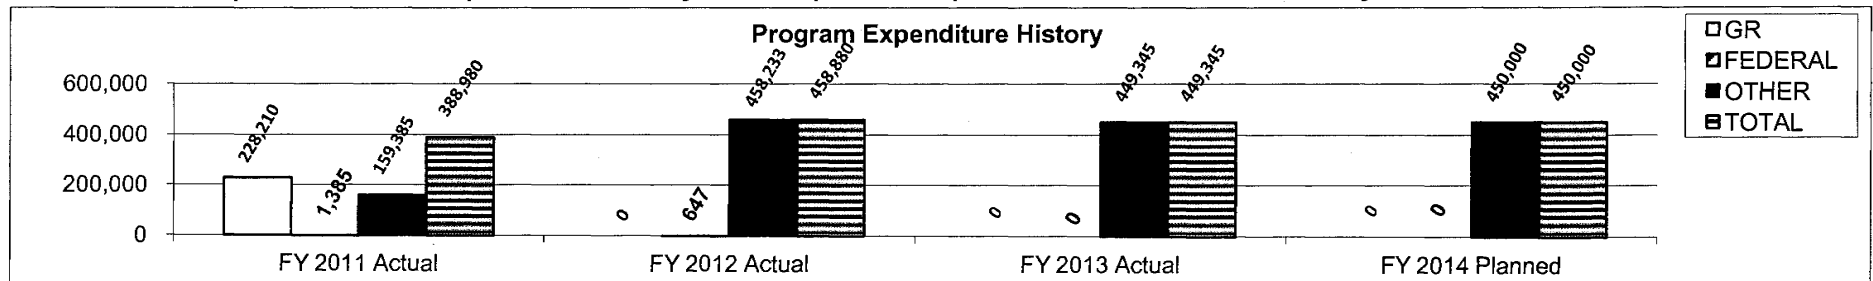 Program Expenditure History
GR
FEDERAL
OTHER
TOTAL
600,000
400,000
200,000
0
228,210
1,385
159,385
388,980
0
647
458,233
458,880
0
0
449,345
449,345
0
0
450,000
450,000
FY 2011 Actual
FY 2012 Actual
FY 2013 Actual
FY 2014 Planned